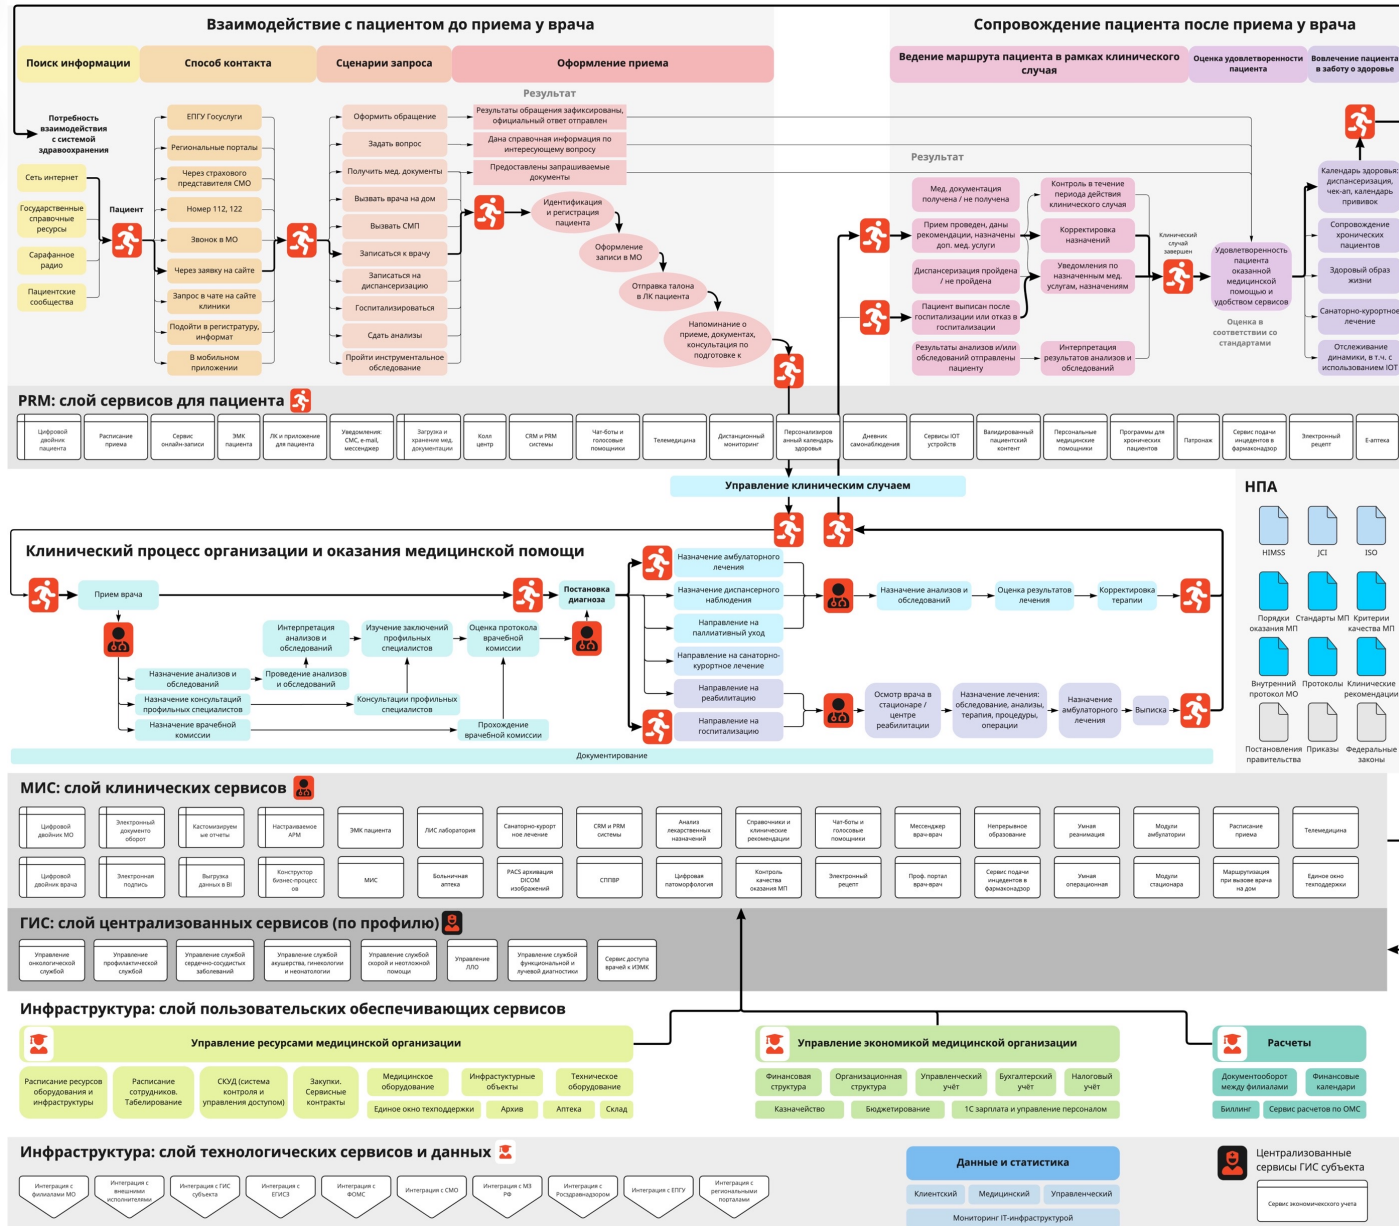 Взаимодействие с пациентом до приема у врача
Сопровождение пациента после приема у врача
Поиск информации
Способ контакта
Сценарии запроса
Оформление приема
Ведение маршрута пациента в рамках клинического
случая
Оценка удовлетворенности
пациента
Вовлечение пациента
в заботу о здоровье
Потребность
взаимодействия
с системой
здравоохранения
Сеть интернет
Государственные
справочные
ресурсы
Сарафанное
радио
Пациентские
сообщества
Пациент
ЕПГУ Госуслуги
Региональные порталы
Через страхового
представителя СМО
Номер 112, 122
Звонок в МО
Через заявку на сайте
Запрос в чате на сайте
клиники
Подойти в регистратуру,
информат
В мобильном
приложении
Оформить обращение
Задать вопрос
Получить мед. документы
Вызвать врача на дом
Вызвать СМП
Записаться к врачу
Записаться на
диспансеризацию
Госпитализироваться
Сдать анализы
Пройти инструментальное
обследование
Результат
Результаты обращения зафиксированы,
официальный ответ отправлен
Дана справочная информация по
интересующему вопросу
Предоставлены запрашиваемые
документы
Идентификация
и регистрация
пациента
Оформление
записи в МО
Отправка талона
в ЛК пациента
Напоминание о
приеме, документах,
консультация по
подготовке к
Результат
Мед. документация
получена / не получена
Прием проведен, даны
рекомендации, назначены
доп. мед. услуги
Диспансеризация пройдена
/ не пройдена
Пациент выписан после
госпитализации или отказ в
госпитализации
Результаты анализов и/или
обследований отправлены
пациенту
Контроль в течение
периода действия
клинического случая
Корректировка
назначений
Уведомления по
назначенным мед.
услугам, назначениям
Интерпретация
результатов анализов и
обследований
Клинический
случай
завершен
Удовлетворенность
пациента
оказанной
медицинской
помощью и
удобством сервисов
Оценка в
соответствии со
стандартами
Календарь здоровья:
диспансеризация,
чек-ап, календарь
прививок
Сопровождение
хронических
пациентов
Здоровый образ
жизни
Санаторно-курортное
лечение
Отслеживание
динамики, в т.ч. с
использованием IOT
PRM: слой сервисов для пациента
Цифровой
двойник
пациента
Расписание
приема
Сервис
онлайн-записи
ЭМК
пациента
ЛК и приложение
для пациента
Уведомления:
СМС, e-mail,
мессенджер
Загрузка и
хранение мед.
документации
Колл
центр
CRM и PRM
системы
Чат-боты и
голосовые
помощники
Телемедицина
Дистанционный
мониторинг
Персонализиров
анный календарь
здоровья
Дневник
самонаблюдения
Сервисы IOT
устройств
Валидированный
пациентский
контент
Персональные
медицинские
помощники
Программы для
хронических
пациентов
Патронаж
Сервис подачи
инцидентов в
фармаконадзор
Электронный
рецепт
Е-аптека
Управление клиническим случаем
Клинический процесс организации и оказания медицинской помощи
Прием врача
Постановка
диагноза
Интерпретация
анализов и
обследований
Изучение заключений
профильных
специалистов
Оценка протокола
врачебной
комиссии
Назначение анализов и
обследований
Проведение анализов
и обследований
Назначение консультаций
профильных специалистов
Консультации профильных
специалистов
Назначение врачебной
комиссии
Прохождение
врачебной комиссии
Назначение амбулаторного
лечения
Назначение диспансерного
наблюдения
Направление на
паллиативный уход
Направление на санаторно-
курортное лечение
Направление на
реабилитацию
Направление на
госпитализацию
Назначение анализов и
обследований
Оценка результатов
лечения
Корректировка
терапии
Осмотр врача в
стационаре /
центре
реабилитации
Назначение лечения:
обследование, анализы,
терапия, процедуры,
операции
Назначение
амбулаторного
лечения
Выписка
Документирование
НПА
HIMSS
JCI
ISO
Порядки
оказания МП
Стандарты МП
Критерии
качества МП
Внутренний
протокол МО
Протоколы
Клинические
рекомендации
Постановления
правительства
Приказы
Федеральные
законы
МИС: слой клинических сервисов
Цифровой
двойник МО
Электронный
документо
оборот
Кастомизируем
ые отчеты
Настраиваемое
АРМ
ЭМК пациента
ЛИС лаборатория
Санаторно-курорт
ное лечение
CRM и PRM
системы
Анализ
лекарственных
назначений
Справочники и
клинические
рекомендации
Чат-боты и
голосовые
помощники
Мессенджер
врач-врач
Непрерывное
образование
Умная
реанимация
Модули
амбулатории
Расписание
приема
Телемедицина
Цифровой
двойник врача
Электронная
подпись
Выгрузка
данных в BI
Конструктор
бизнес-процесс
ов
МИС
Больничная
аптека
PACS архивация
DICOM
изображений
СППВР
Цифровая
патоморфология
Контроль
качества
оказания МП
Электронный
рецепт
Проф. портал
врач-врач
Сервис подачи
инцидентов в
фармаконадзор
Умная
операционная
Модули
стационара
Маршрутизация
при вызове врача
на дом
Единое окно
техподдержки
ГИС: слой централизованных сервисов (по профилю)
Управление
онкологической
службой
Управление
профилактической
службой
Управление службой
сердечно-сосудистых
заболеваний
Управление службой
акушерства, гинекологии
и неонатологии
Управление службой
скорой и неотложной
помощи
Управление
ЛЛО
Управление службой
функциональной и
лучевой диагностики
Сервис доступа
врачей к ИЭМК
Инфраструктура: слой пользовательских обеспечивающих сервисов
Управление ресурсами медицинской организации
Расписание ресурсов
оборудования и
инфраструктуры
Расписание
сотрудников.
Табелирование
СКУД (система
контроля и
управления доступом)
Закупки.
Сервисные
контракты
Медицинское
оборудование
Инфрастуктурные
объекты
Техническое
оборудование
Единое окно техподдержки
Архив
Аптека
Склад
Управление экономикой медицинской организации
Финансовая
структура
Организационная
структура
Управленческий
учёт
Бухгалтерский
учёт
Налоговый
учёт
Казначейство
Бюджетирование
1С зарплата и управление персоналом
Расчеты
Документооборот
между филиалами
Финансовые
календари
Биллинг
Сервис расчетов по ОМС
Инфраструктура: слой технологических сервисов и данных
Интеграция с
филиалами МО
Интеграция с
внешними
исполнителями
Интеграция с ГИС
субъекта
Интеграция с
ЕГИСЗ
Интеграция с
ФОМС
Интеграция с СМО
Интеграция с МЗ
РФ
Интеграция с
Росздравнадзором
Интеграция с ЕПГУ
Интеграция с
региональными
порталами
Данные и статистика
Клиентский
Медицинский
Управленческий
Мониторинг IT-инфраструктурой
Централизованные
сервисы ГИС субъекта
Сервис экономичекского учета